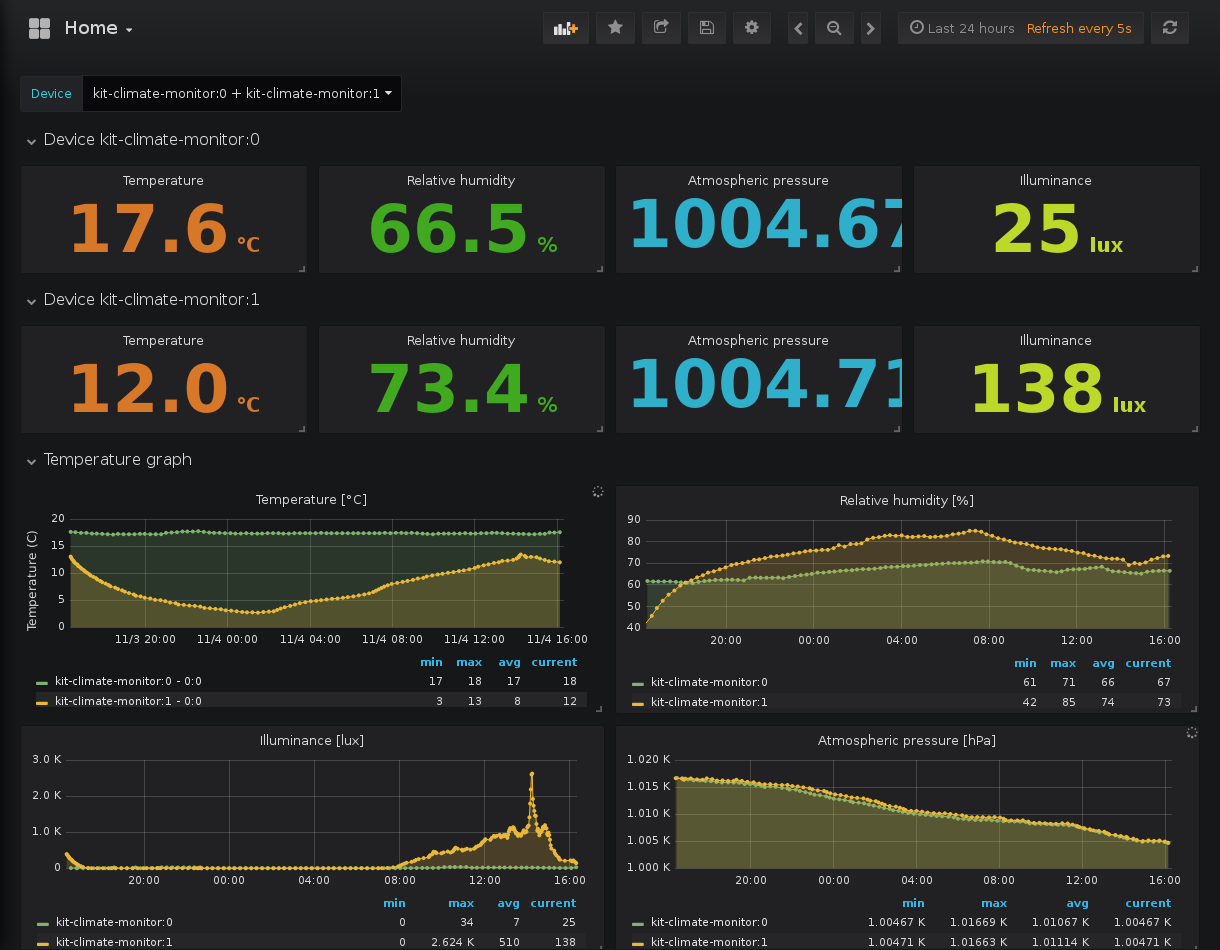 Home
Last 24 hours Refresh every 5s
Device kit-climate-monitor:0 + kit-climate-monitor:1
Device kit-climate-monitor:0
Temperature Relative humidity Atmospheric pressure Illuminance
17.6 °C 66.5 % 1004.67 25 lux
Device kit-climate-monitor:1
Temperature Relative humidity Atmospheric pressure Illuminance
12.0 °C 73.4 % 1004.71 138 lux
Temperature graph
Temperature [°C]
Temperature (C)
20
15
10
5
0
11/3 20:00 11/4 00:00 11/4 04:00 11/4 08:00 11/4 12:00 11/4 16:00
min max avg current
kit-climate-monitor:0 - 0:0 17 18 17 18
kit-climate-monitor:1 - 0:0 3 13 8 12
Relative humidity [%]
90
80
70
60
50
40
20:00 00:00 04:00 08:00 12:00 16:00
min max avg current
kit-climate-monitor:0 61 71 66 67
kit-climate-monitor:1 42 85 74 73
Illuminance [lux]
3.0 K
2.0 K
1.0 K
0
20:00 00:00 04:00 08:00 12:00 16:00
min max avg current
kit-climate-monitor:0 0 34 7 25
kit-climate-monitor:1 0 2.624 K 510 138
Atmospheric pressure [hPa]
1.020 K
1.015 K
1.010 K
1.005 K
1.000 K
20:00 00:00 04:00 08:00 12:00 16:00
min max avg current
kit-climate-monitor:0 1.00467 K 1.01669 K 1.01067 K 1.00467 K
kit-climate-monitor:1 1.00471 K 1.01663 K 1.01114 K 1.00471 K